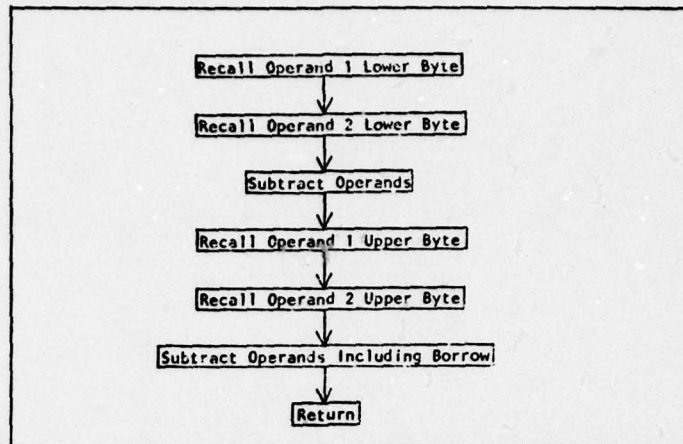 Recall Operand 1 Lower Byte
Recall Operand 2 Lower Byte
Subtract Operands
Recall Operand 1 Upper Byte
Recall Operand 2 Upper Byte
Subtract Operands Including Borrow
Return